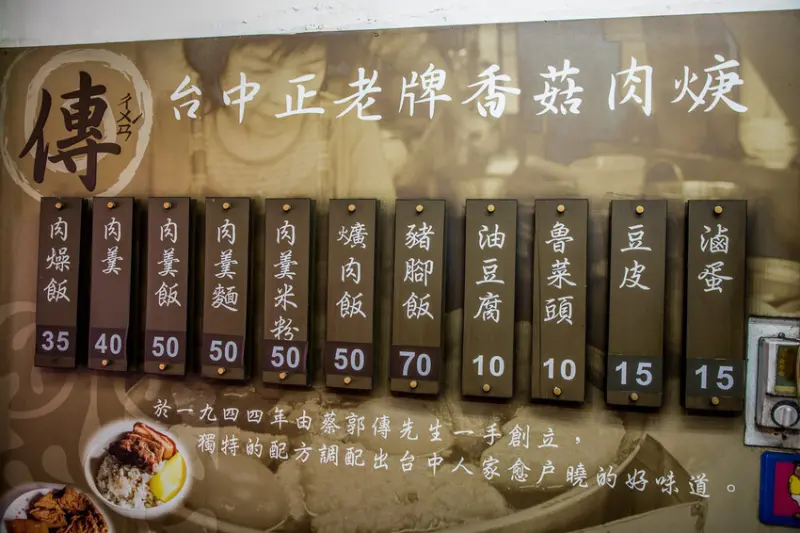 傳
ㄔㄨㄢˊ
台中正老牌香菇肉焿
肉燥飯 35
肉羹 40
肉羹飯 50
肉羹麵 50
肉羹米粉 50
爌肉飯 50
豬腳飯 70
油豆腐 10
魯菜頭 10
豆皮 15
滷蛋 15
於一九四四年由蔡郭傳先生一手創立，
獨特的配方調配出台中人家愈户曉的好味道。